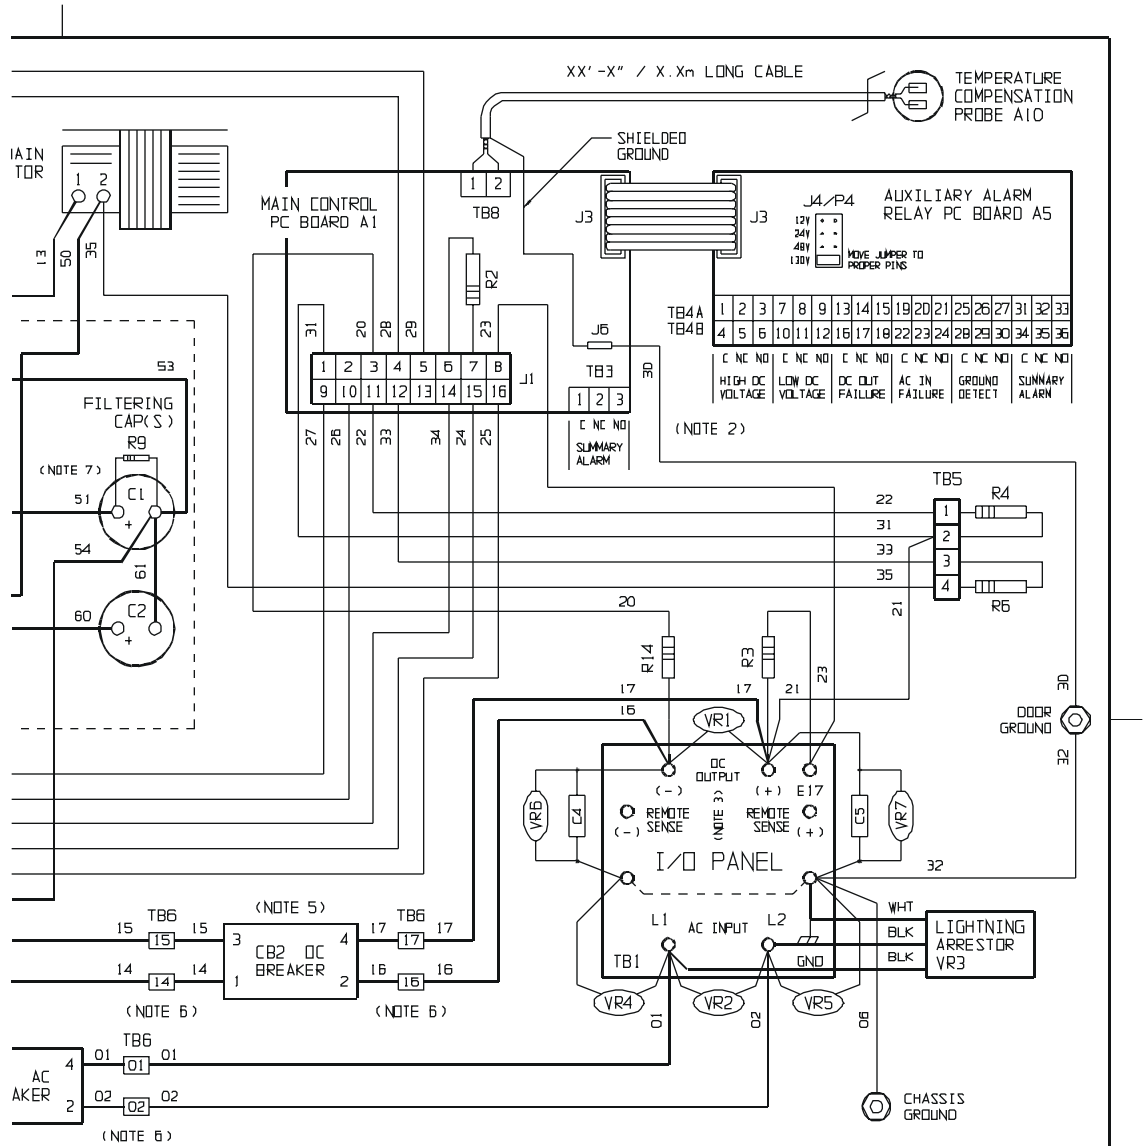 XX'-X" / X.Xm LONG CABLE
TEMPERATURE
COMPENSATION
PROBE A10
SHIELDED
GROUND
AIN
TOR
1 2
1 2
TB8
MAIN CONTROL
PC BOARD A1
J3
J3
J4/P4
12V
24V
48V
130V
MOVE JUMPER TO
PROPER PINS
AUXILIARY ALARM
RELAY PC BOARD A5
13
50
35
R2
31
20
28
29
23
TB4A
TB4B
1 2 3 7 8 9 13 14 15 19 20 21 25 26 27 31 32 33
4 5 6 10 11 12 16 17 18 22 23 24 28 29 30 34 35 36
C NC NO C NC NO C NC NO C NC NO C NC NO C NC NO
HIGH DC
VOLTAGE
LOW DC
VOLTAGE
DC OUT
FAILURE
AC IN
FAILURE
GROUND
DETECT
SUMMARY
ALARM
J6
30
1 2 3 4 5 6 7 8
9 10 11 12 13 14 15 16
J1
TB3
1 2 3
C NC NO
SUMMARY
ALARM
(NOTE 2)
53
FILTERING
CAP(S)
R9
(NOTE 7)
27
26
22
33
34
24
25
51
C1
+
54
61
60
C2
+
TB5
22
1
R4
31
2
33
3
35
4
R6
21
20
R14
R3
23
17
17
21
16
VR1
30
DOOR
GROUND
32
DC
OUTPUT
(-)
(+)
E17
(NOTE 3)
VR6
C4
REMOTE
SENSE
(-)
REMOTE
SENSE
(+)
C5
VR7
I/O PANEL
32
(NOTE 5)
15
TB6
15
15
3
4
17
TB6
17
17
CB2 DC
BREAKER
14
14
14
1
2
16
16
16
(NOTE 6)
(NOTE 6)
L1
AC INPUT
L2
TB1
GND
WHT
BLK
BLK
LIGHTNING
ARRESTOR
VR3
VR4
VR2
VR5
01
02
06
TB6
4
01
01
01
AC
AKER
2
02
02
02
(NOTE 6)
CHASSIS
GROUND